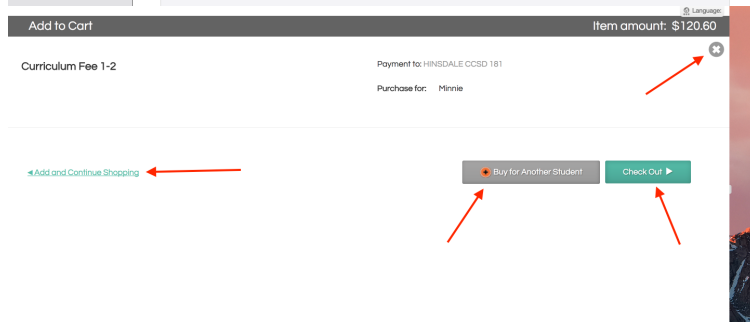 Language:
Add to Cart Item amount: $120.60
Curriculum Fee 1-2
Payment to: HINSDALE CCSD 181
Purchase for: Minnie
◄Add and Continue Shopping
Buy for Another Student
Check Out ►